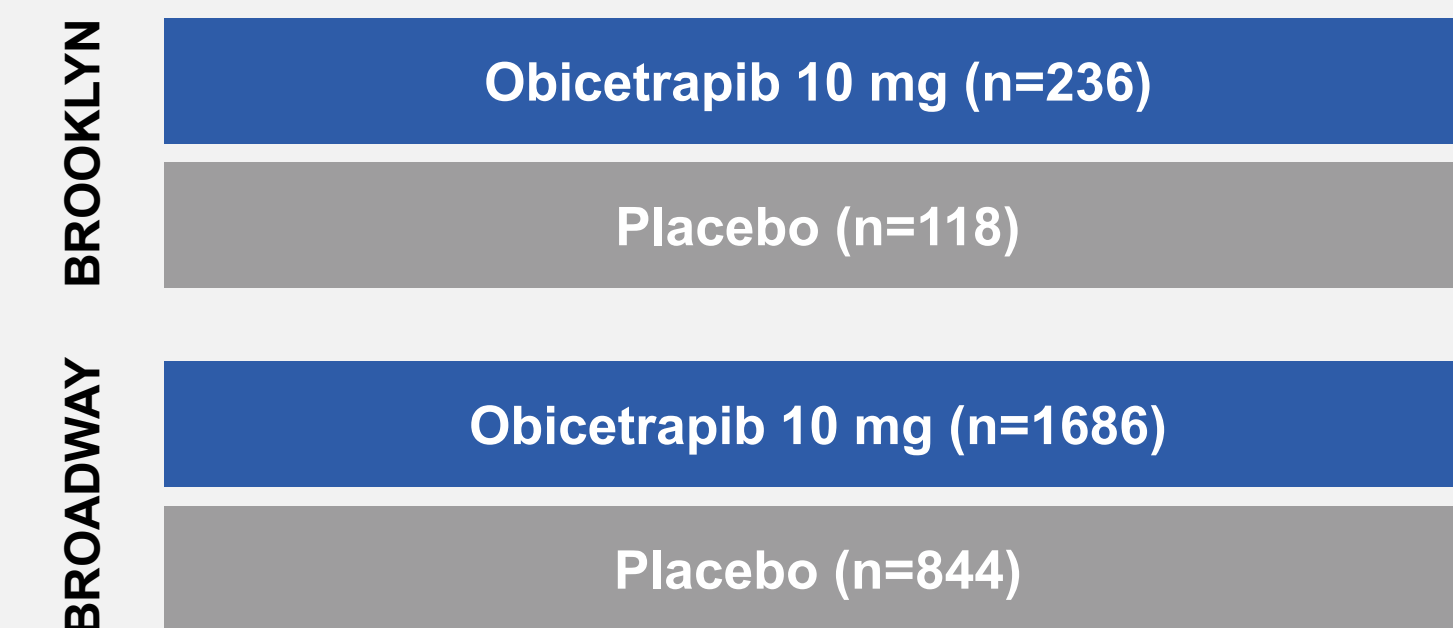 BROOKLYN
Obicetrapib 10 mg (n=236)
Placebo (n=118)
BROADWAY
Obicetrapib 10 mg (n=1686)
Placebo (n=844)